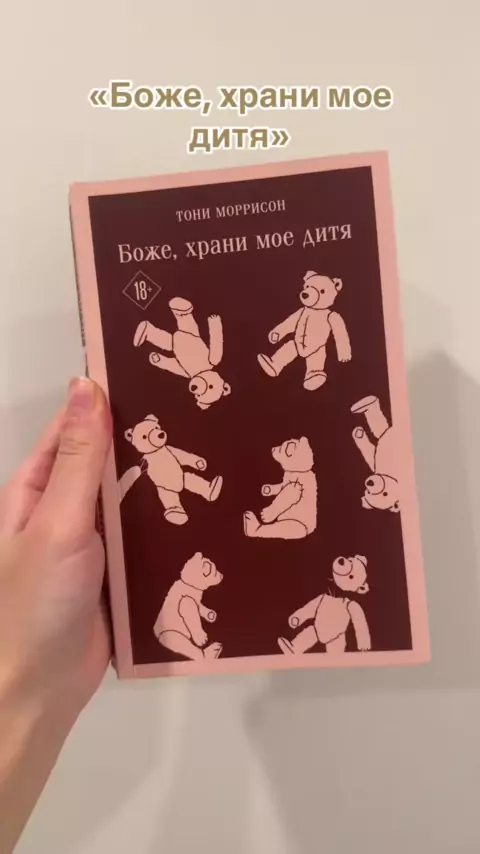 «Боже, храни мое
дитя»
ТОНИ МОРРИСОН
Боже, храни мое дитя
18+